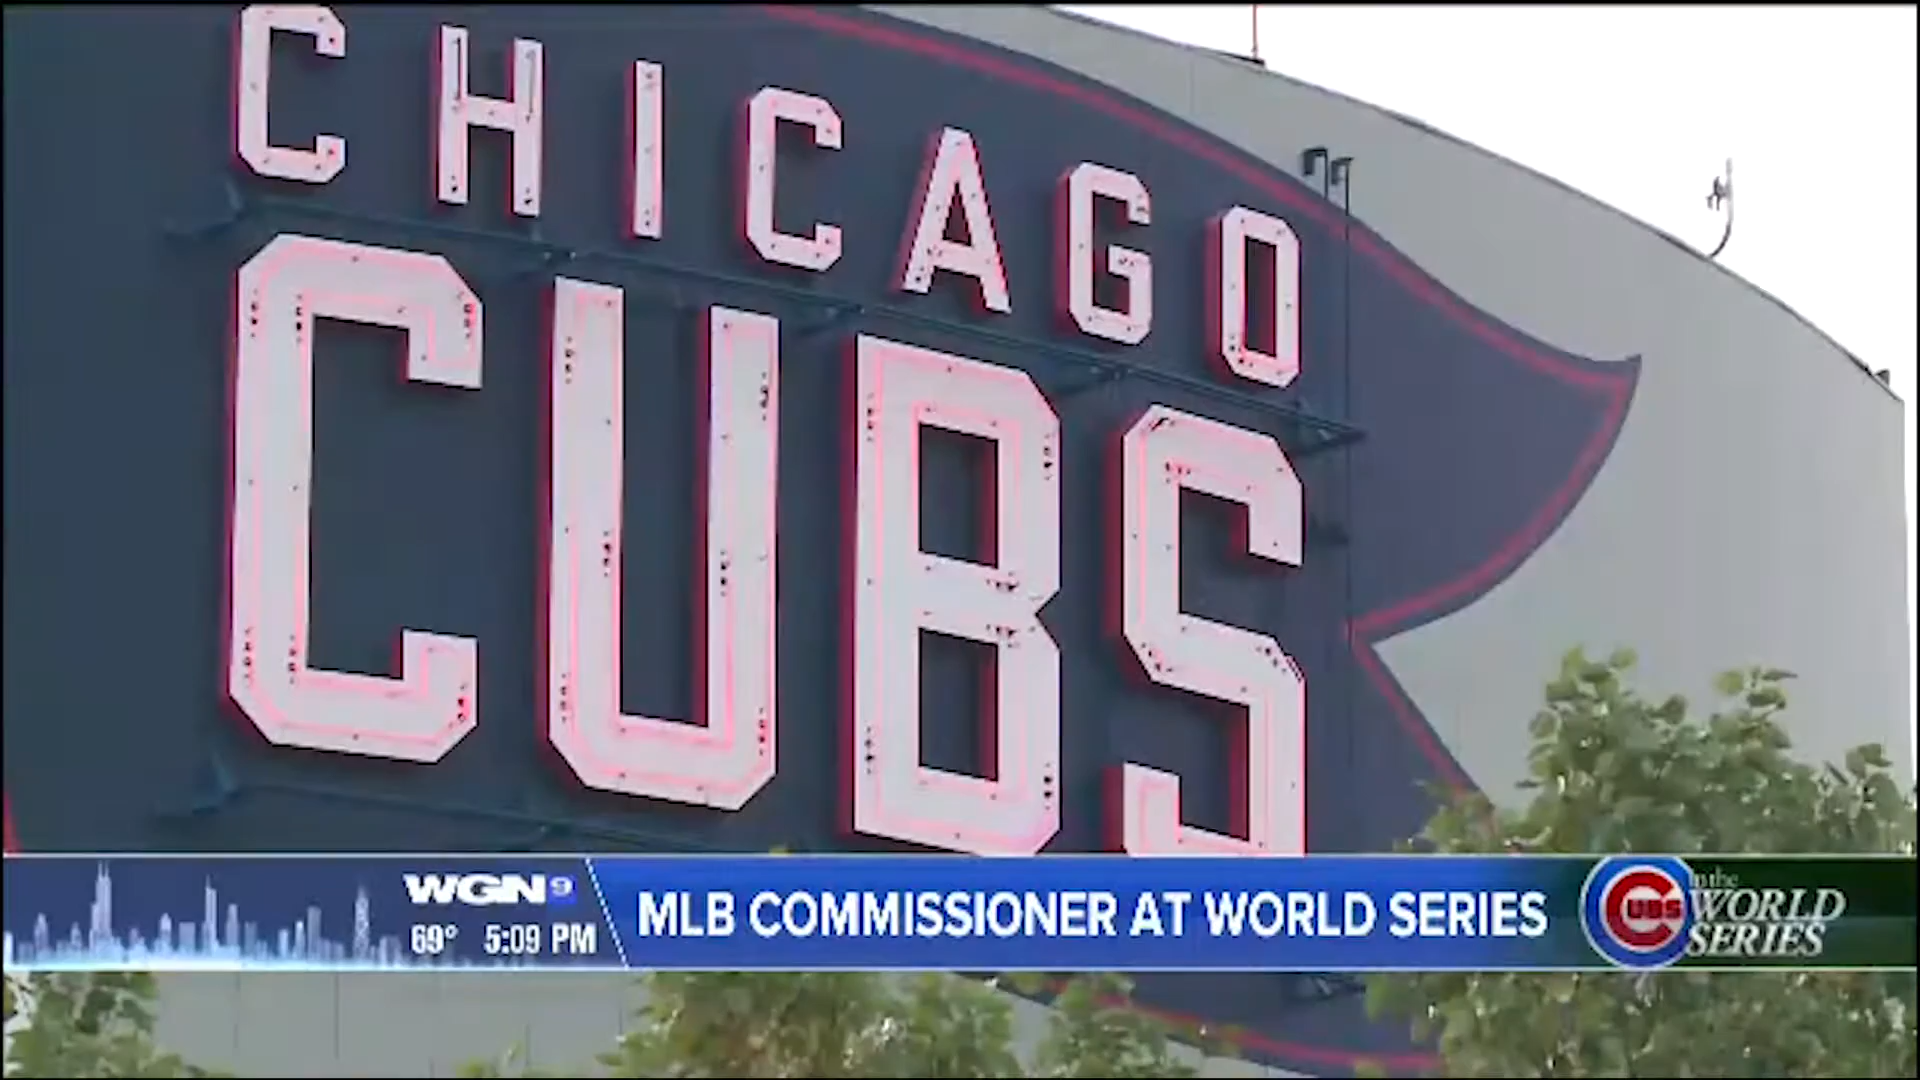 CHICAGO
CUBS
WGN9
69° 5:09 PM
MLB COMMISSIONER AT WORLD SERIES
CUBS
in the
WORLD
SERIES